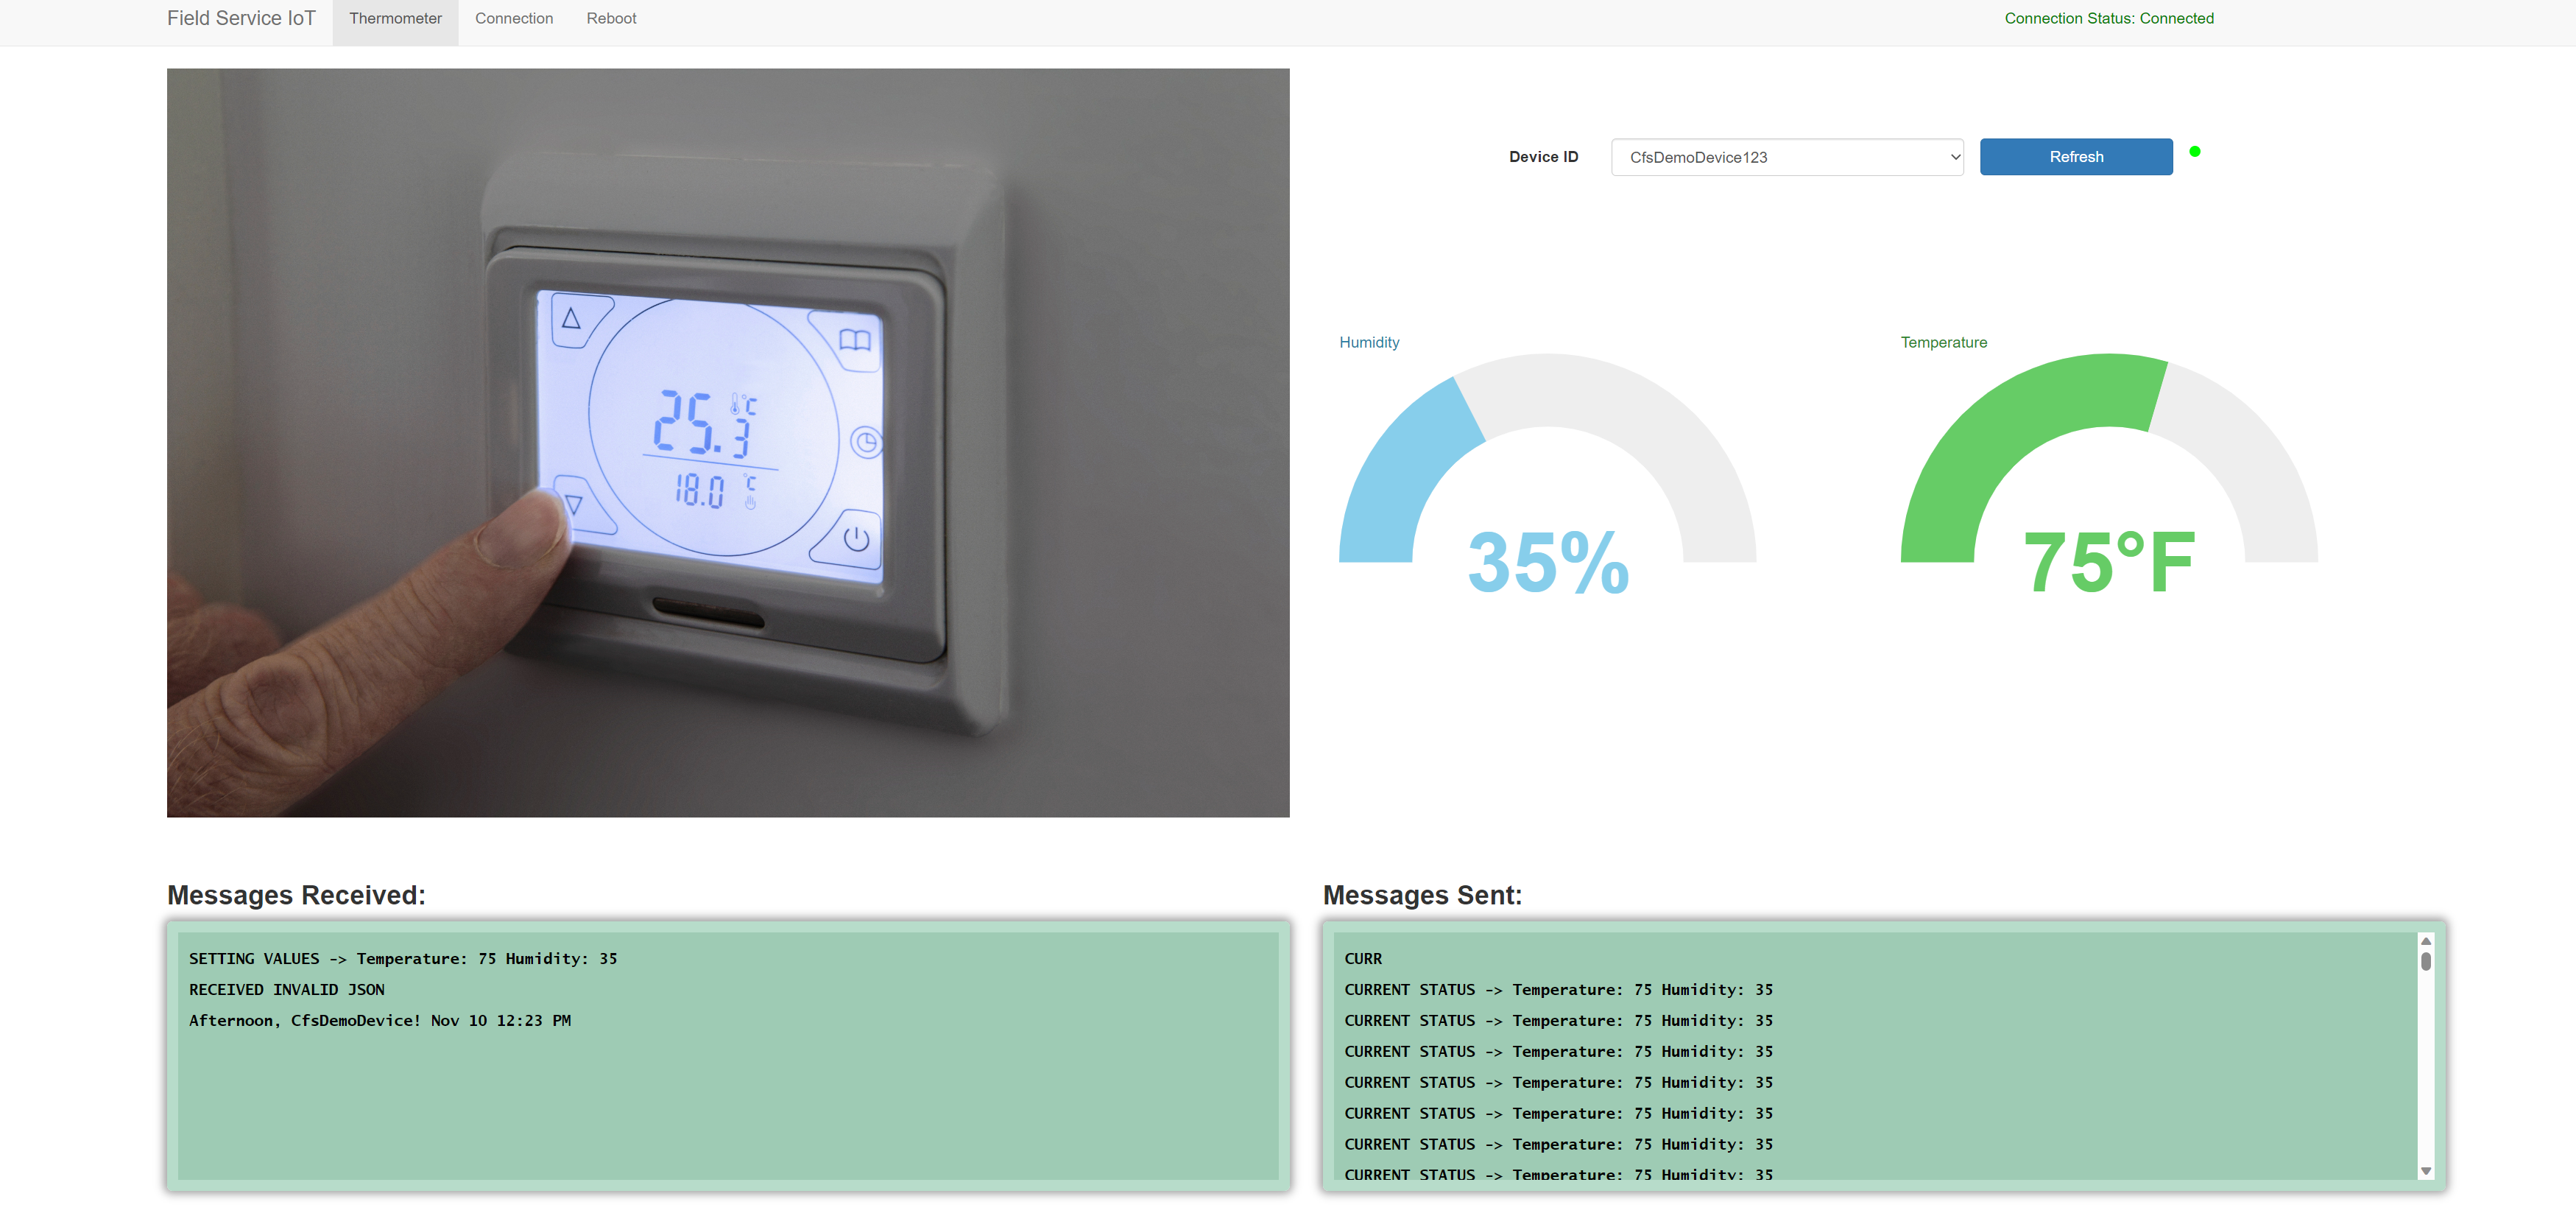 Field Service IoT Thermometer Connection Reboot Connection Status: Connected
Device ID CfsDemoDevice123 Refresh
25.3 °C
18.0 °C
Humidity
35%
Temperature
75°F
Messages Received:
SETTING VALUES -> Temperature: 75 Humidity: 35
RECEIVED INVALID JSON
Afternoon, CfsDemoDevice! Nov 10 12:23 PM
Messages Sent:
CURR
CURRENT STATUS -> Temperature: 75 Humidity: 35
CURRENT STATUS -> Temperature: 75 Humidity: 35
CURRENT STATUS -> Temperature: 75 Humidity: 35
CURRENT STATUS -> Temperature: 75 Humidity: 35
CURRENT STATUS -> Temperature: 75 Humidity: 35
CURRENT STATUS -> Temperature: 75 Humidity: 35
CURRENT STATUS -> Temperature: 75 Humidity: 35